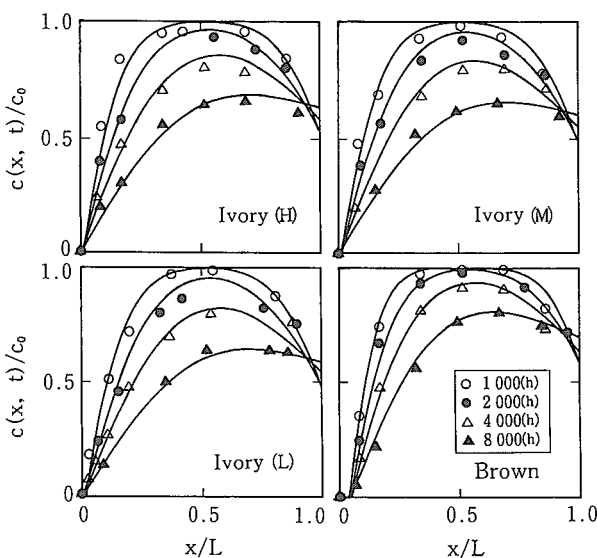 1.0
c(x, t)/c₀
0.5
0
Ivory (H)
Ivory (M)
1.0
c(x, t)/c₀
0.5
0
Ivory (L)
1 000(h)
2 000(h)
4 000(h)
8 000(h)
Brown
0 0.5 1.0
0 0.5 1.0
x/L
x/L